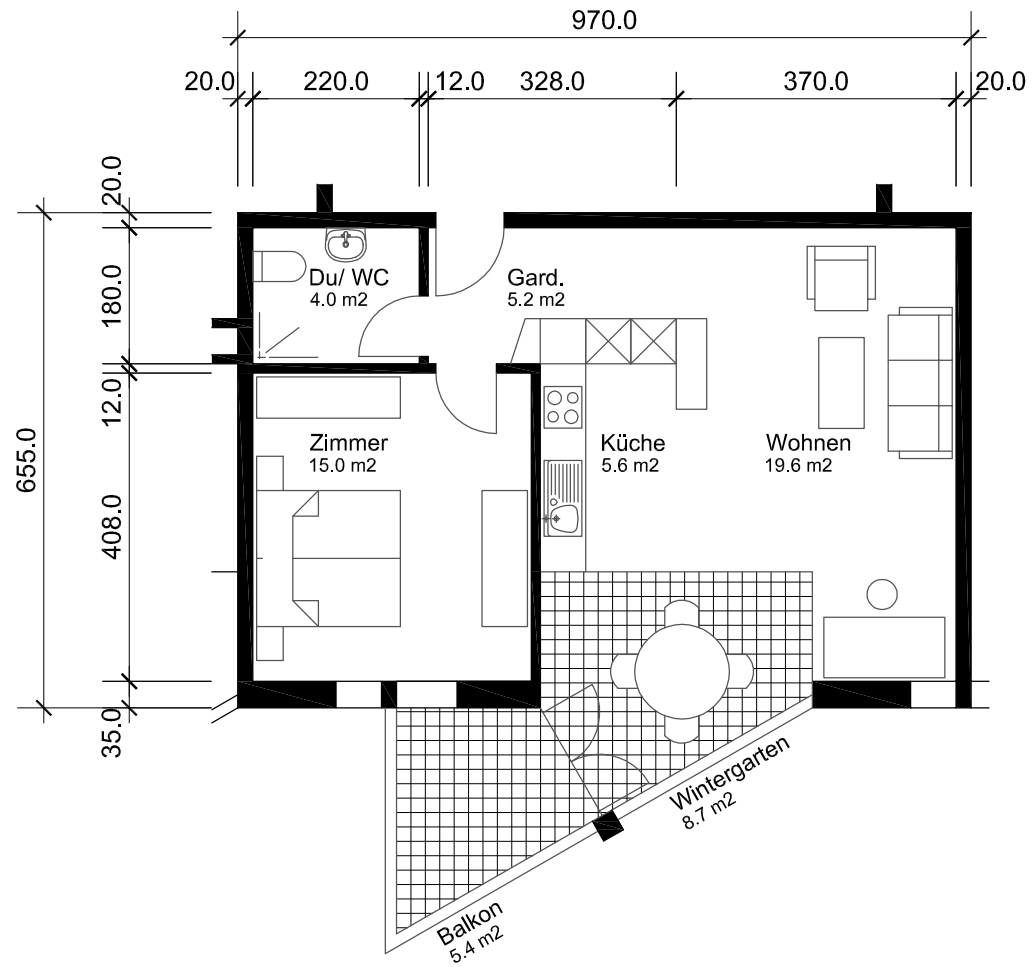 970.0
20.0
220.0
12.0
328.0
370.0
20.0
20.0
180.0
12.0
408.0
35.0
655.0
Du/ WC
4.0 m2
Gard.
5.2 m2
Zimmer
15.0 m2
Küche
5.6 m2
Wohnen
19.6 m2
Wintergarten
8.7 m2
Balkon
5.4 m2